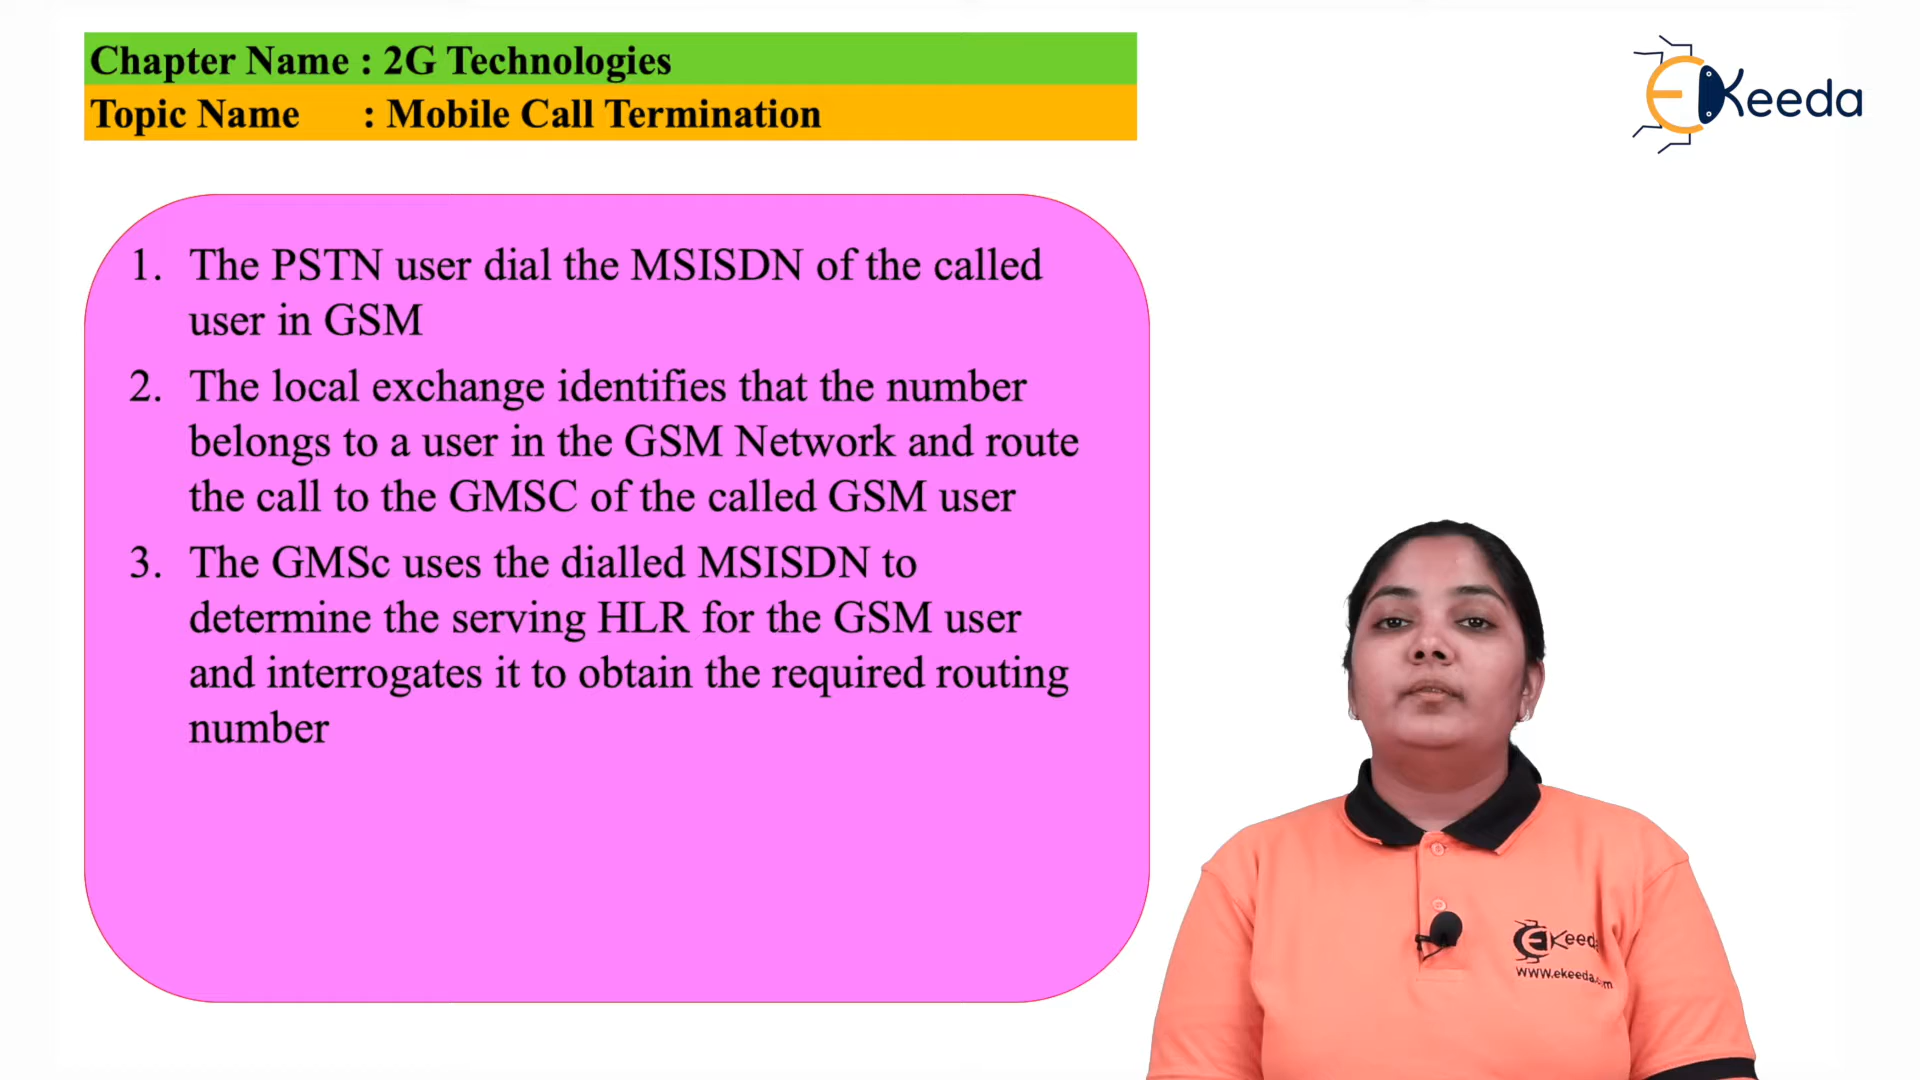 Chapter Name : 2G Technologies
Topic Name : Mobile Call Termination
EKeeda
1. The PSTN user dial the MSISDN of the called
user in GSM
2. The local exchange identifies that the number
belongs to a user in the GSM Network and route
the call to the GMSC of the called GSM user
3. The GMSc uses the dialled MSISDN to
determine the serving HLR for the GSM user
and interrogates it to obtain the required routing
number
EKeeda
WWW.ekeeda.com